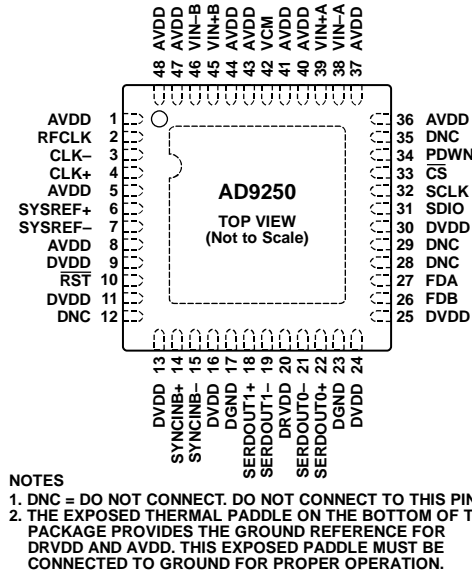 48 AVDD
47 AVDD
46 VIN–B
45 VIN+B
44 AVDD
43 AVDD
42 VCM
41 AVDD
40 AVDD
39 VIN+A
38 VIN–A
37 AVDD
AVDD 1
RFCLK 2
CLK– 3
CLK+ 4
AVDD 5
SYSREF+ 6
SYSREF– 7
AVDD 8
DVDD 9
RST 10
DVDD 11
DNC 12
AD9250
TOP VIEW
(Not to Scale)
36 AVDD
35 DNC
34 PDWN
33 CS
32 SCLK
31 SDIO
30 DVDD
29 DNC
28 DNC
27 FDA
26 FDB
25 DVDD
DVDD 13
SYNCINB+ 14
SYNCINB– 15
DVDD 16
DGND 17
SERDOUT1+ 18
SERDOUT1– 19
DRVDD 20
SERDOUT0– 21
SERDOUT0+ 22
DGND 23
DVDD 24
NOTES
1. DNC = DO NOT CONNECT. DO NOT CONNECT TO THIS PIN
2. THE EXPOSED THERMAL PADDLE ON THE BOTTOM OF T
PACKAGE PROVIDES THE GROUND REFERENCE FOR
DRVDD AND AVDD. THIS EXPOSED PADDLE MUST BE
CONNECTED TO GROUND FOR PROPER OPERATION.